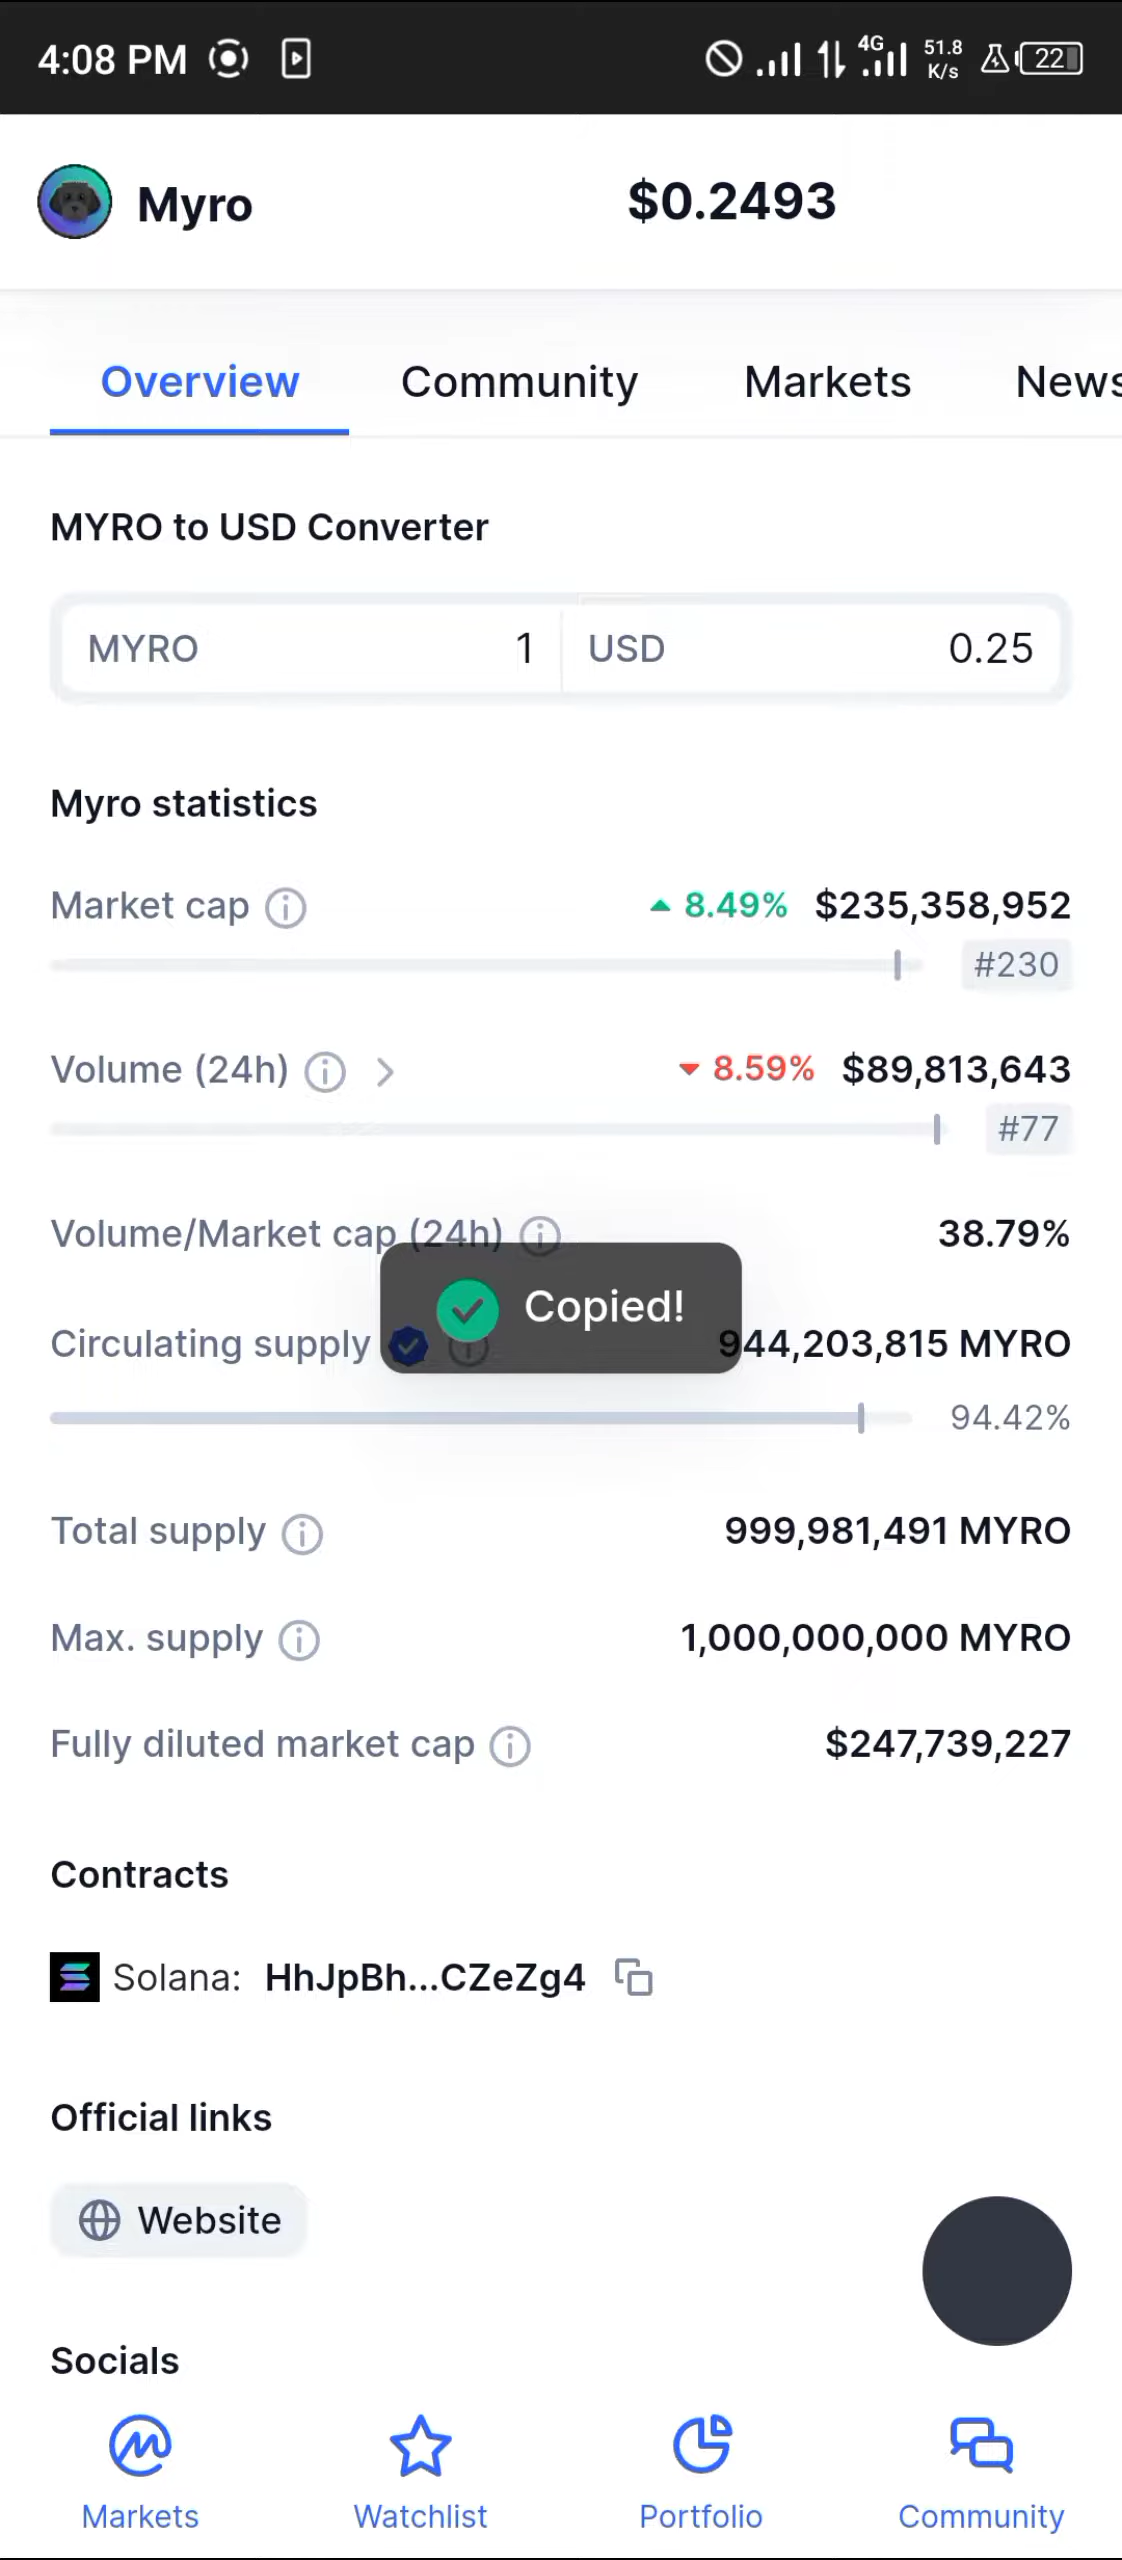 4:08 PM 4G 51.8 K/s 22
Myro $0.2493
Overview Community Markets News
MYRO to USD Converter
MYRO 1 USD 0.25
Myro statistics
Market cap 8.49% $235,358,952
#230
Volume (24h) 8.59% $89,813,643
#77
Volume/Market cap (24h) 38.79%
Copied!
Circulating supply 944,203,815 MYRO
94.42%
Total supply 999,981,491 MYRO
Max. supply 1,000,000,000 MYRO
Fully diluted market cap $247,739,227
Contracts
Solana: HhJpBh...CZeZg4
Official links
Website
Socials
Markets Watchlist Portfolio Community